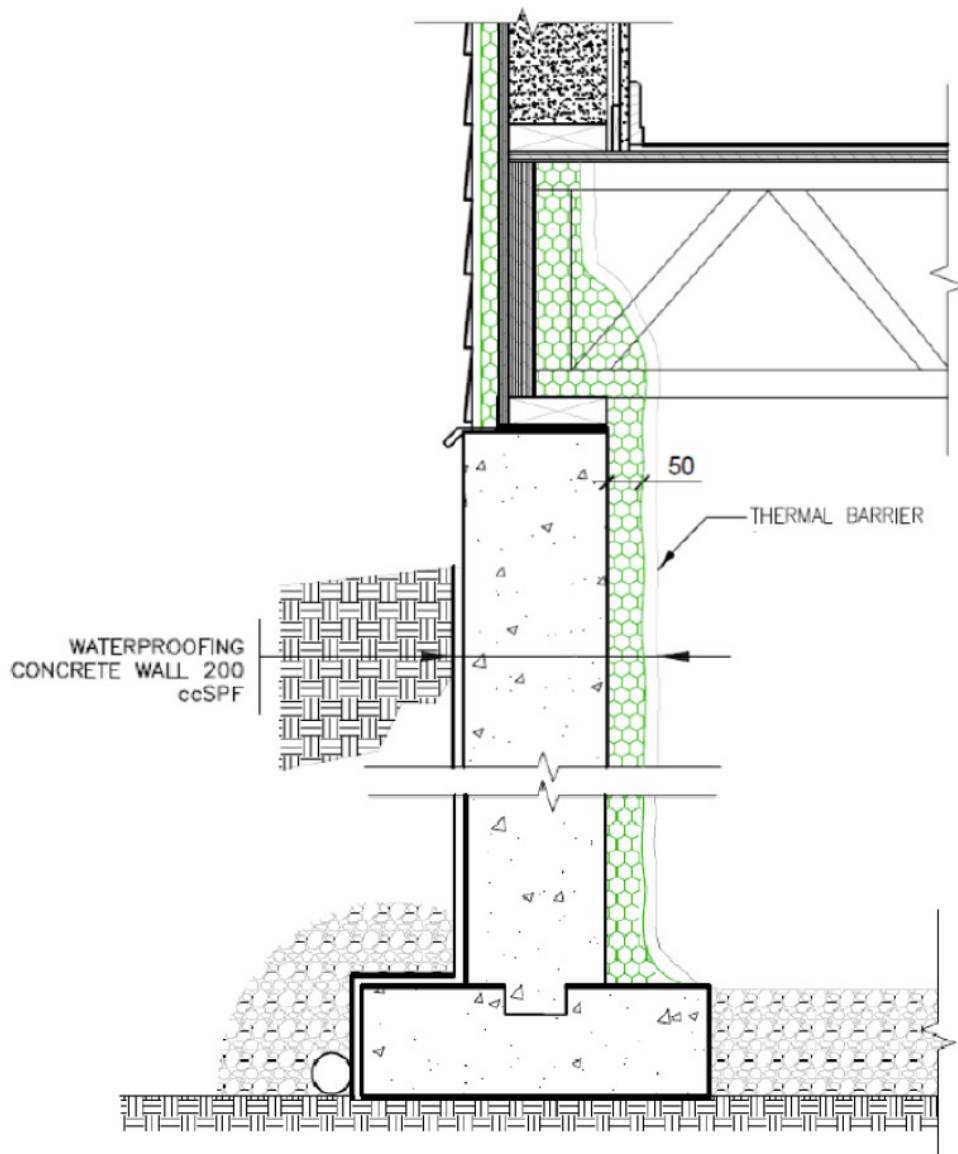 50
THERMAL BARRIER
WATERPROOFING
CONCRETE WALL 200
ccSPF